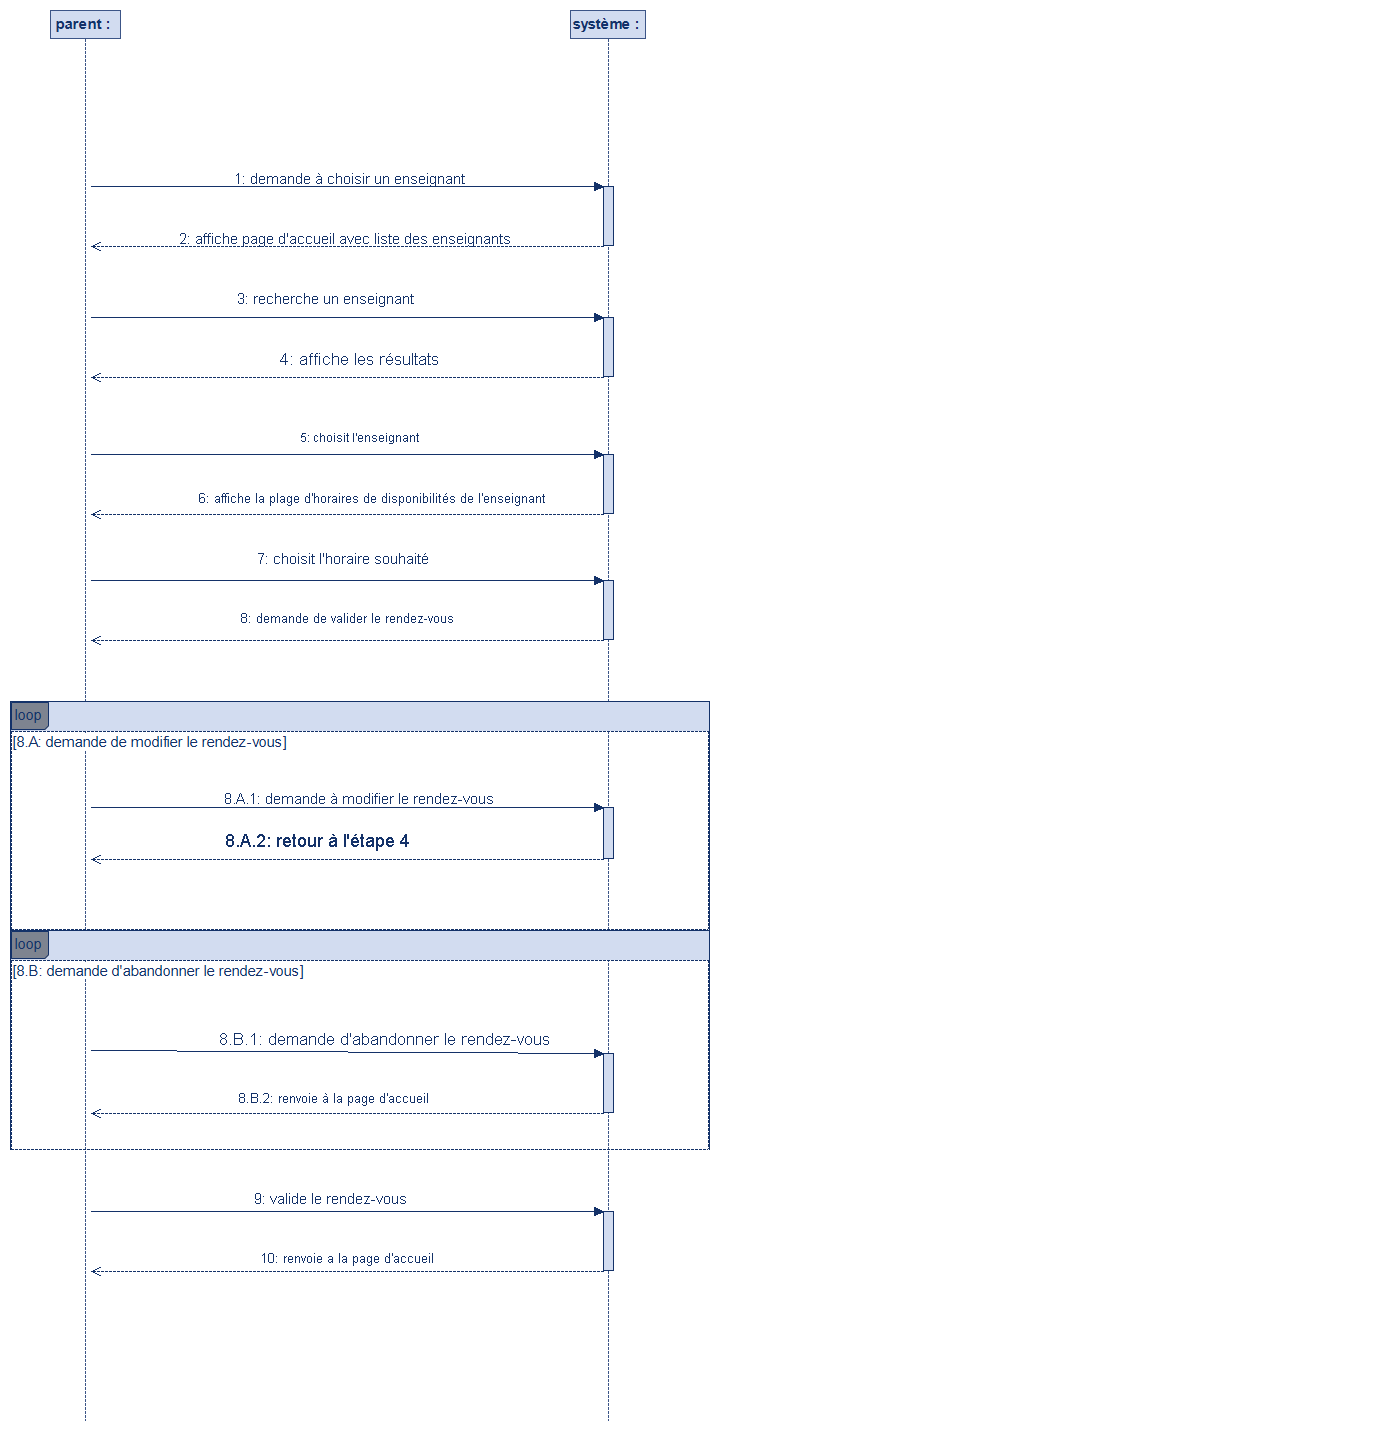 parent :
système :
1: demande à choisir un enseignant
2: affiche page d'accueil avec liste des enseignants
3: recherche un enseignant
4: affiche les résultats
5: choisit l'enseignant
6: affiche la plage d'horaires de disponibilités de l'enseignant
7: choisit l'horaire souhaité
8: demande de valider le rendez-vous
loop
[8.A: demande de modifier le rendez-vous]
8.A.1: demande à modifier le rendez-vous
8.A.2: retour à l'étape 4
loop
[8.B: demande d'abandonner le rendez-vous]
8.B.1: demande d'abandonner le rendez-vous
8.B.2: renvoie à la page d'accueil
9: valide le rendez-vous
10: renvoie a la page d'accueil